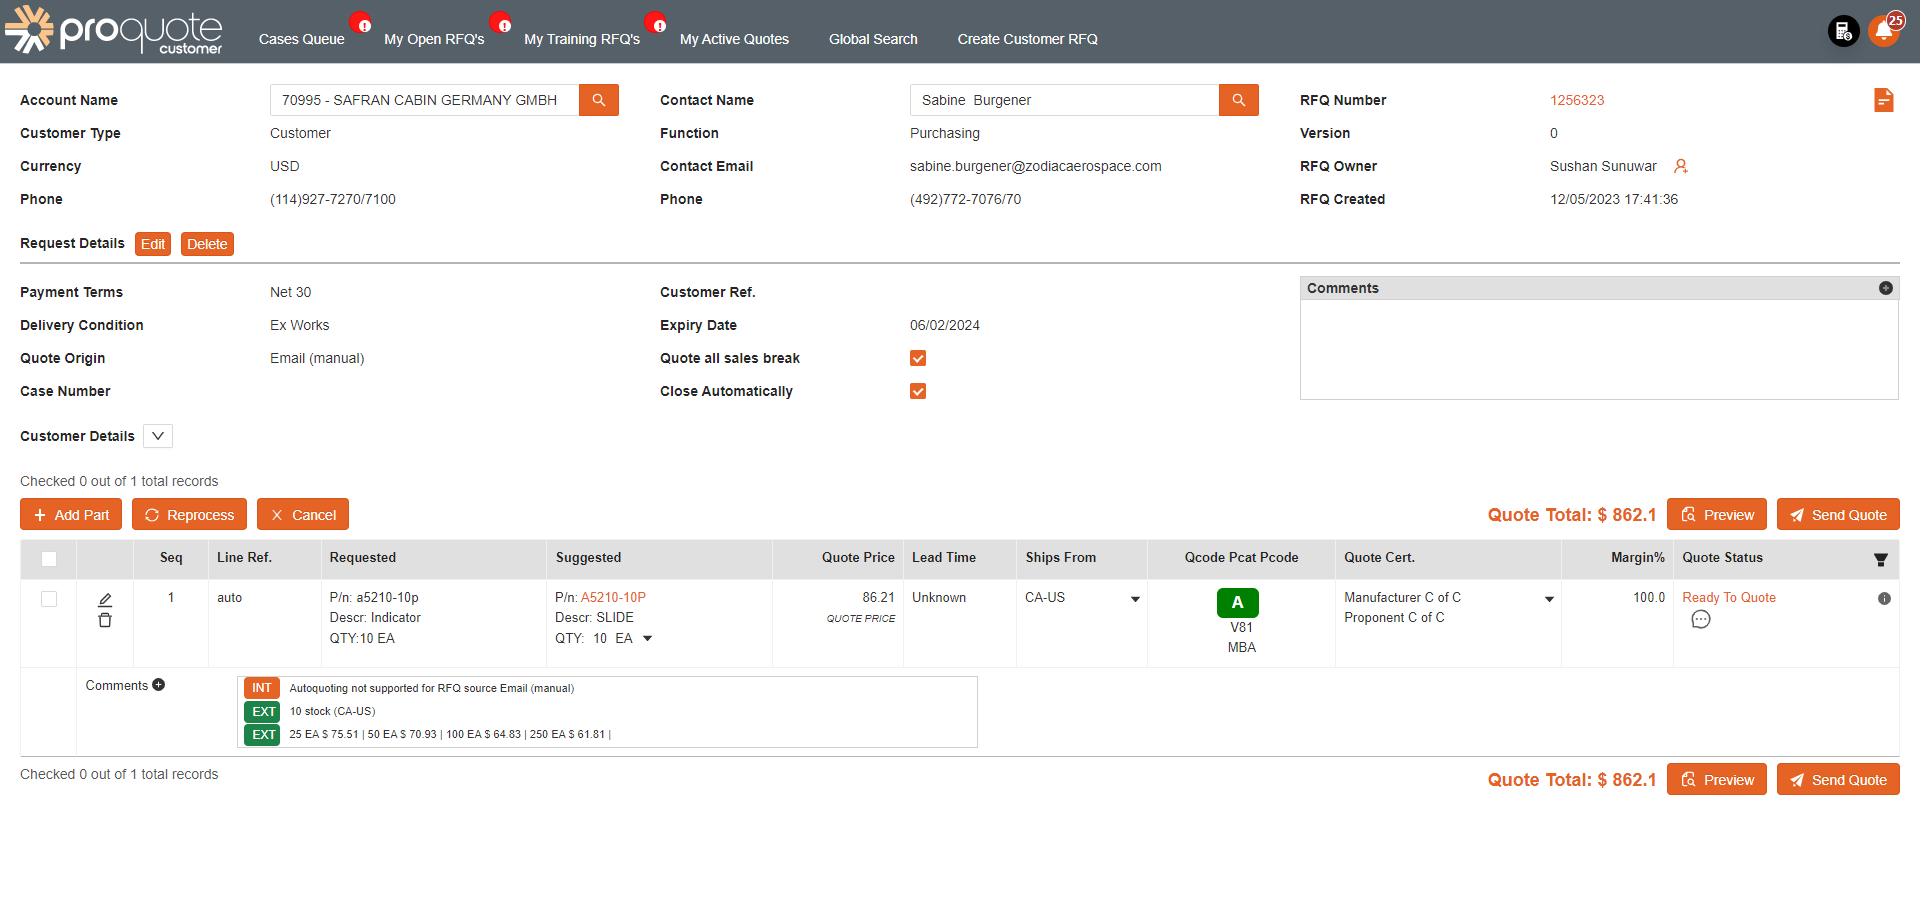 proquote customer
Cases Queue
My Open RFQ's
My Training RFQ's
My Active Quotes
Global Search
Create Customer RFQ
25
Account Name 70995 - SAFRAN CABIN GERMANY GMBH
Contact Name Sabine Burgener
RFQ Number 1256323
Customer Type Customer
Function Purchasing
Version 0
Currency USD
Contact Email sabine.burgener@zodiacaerospace.com
RFQ Owner Sushan Sunuwar
Phone (114)927-7270/7100
Phone (492)772-7076/70
RFQ Created 12/05/2023 17:41:36
Request Details Edit Delete
Payment Terms Net 30
Customer Ref.
Comments
Delivery Condition Ex Works
Expiry Date 06/02/2024
Quote Origin Email (manual)
Quote all sales break
Case Number
Close Automatically
Customer Details
Checked 0 out of 1 total records
Add Part Reprocess Cancel
Quote Total: $ 862.1 Preview Send Quote
Seq Line Ref. Requested Suggested Quote Price Lead Time Ships From Qcode Pcat Pcode Quote Cert. Margin% Quote Status
1 auto
P/n: a5210-10p
Descr: Indicator
QTY:10 EA
P/n: A5210-10P
Descr: SLIDE
QTY: 10 EA
86.21
QUOTE PRICE
Unknown
CA-US
A
V81
MBA
Manufacturer C of C
Proponent C of C
100.0
Ready To Quote
Comments
INT Autoquoting not supported for RFQ source Email (manual)
EXT 10 stock (CA-US)
EXT 25 EA $ 75.51 | 50 EA $ 70.93 | 100 EA $ 64.83 | 250 EA $ 61.81 |
Checked 0 out of 1 total records
Quote Total: $ 862.1 Preview Send Quote